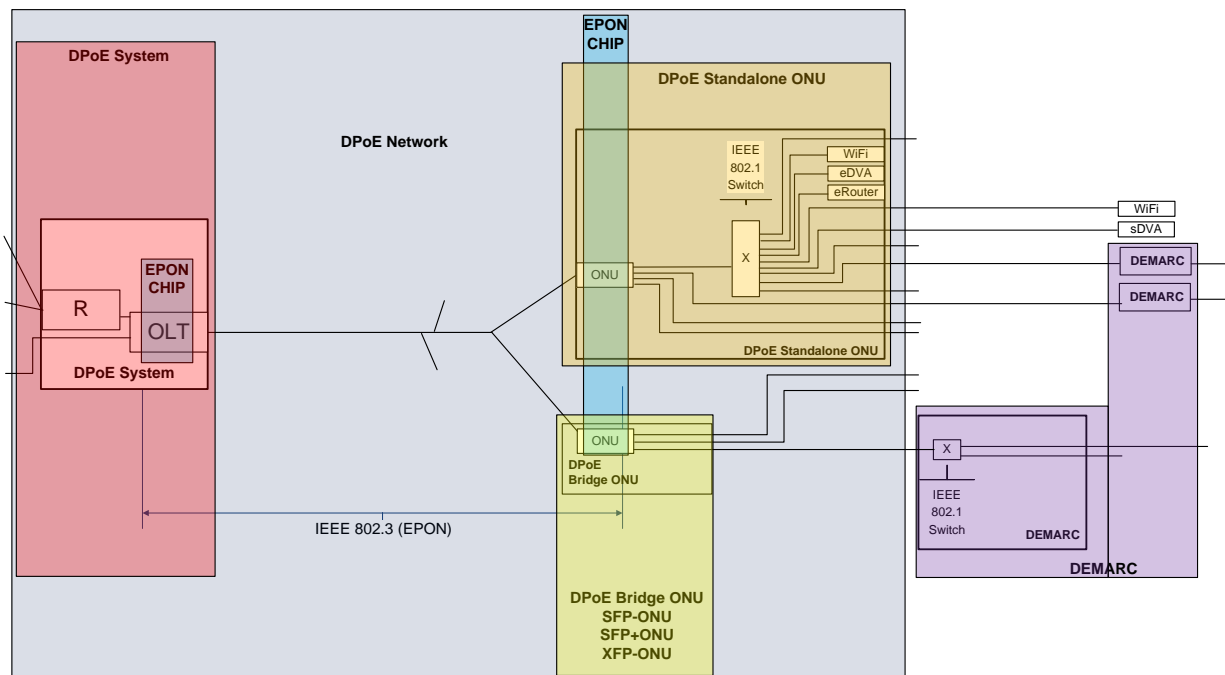 EPON
CHIP
DPoE System
DPoE Standalone ONU
DPoE Network
IEEE
802.1
Switch
WiFi
eDVA
eRouter
WiFi
sDVA
X
ONU
EPON
CHIP
R
OLT
DPoE System
DEMARC
DEMARC
DPoE Standalone ONU
ONU
DPoE
Bridge ONU
X
IEEE
802.1
Switch
DEMARC
DEMARC
IEEE 802.3 (EPON)
DPoE Bridge ONU
SFP-ONU
SFP+ONU
XFP-ONU